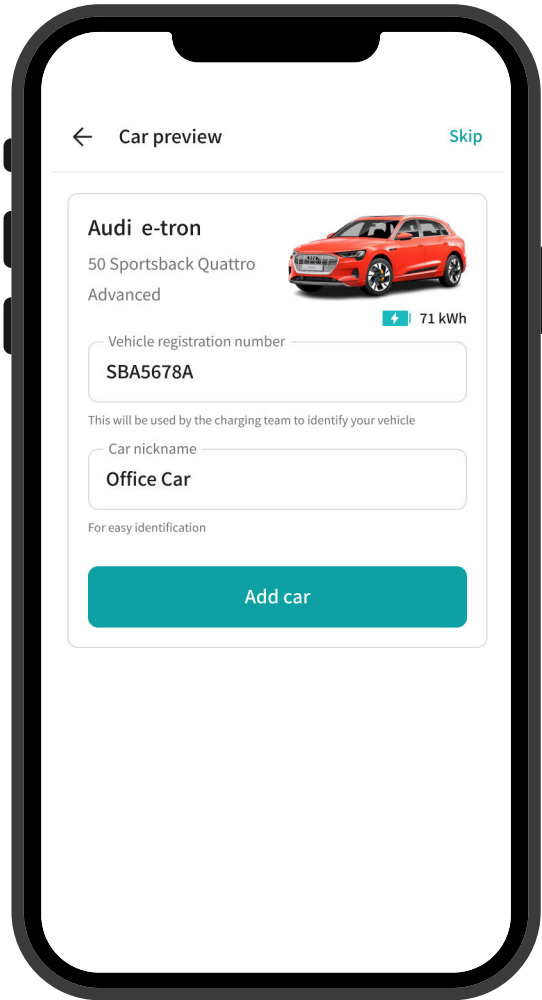 Car preview
Skip
Audi e-tron
50 Sportsback Quattro
Advanced
71 kWh
Vehicle registration number
SBA5678A
This will be used by the charging team to identify your vehicle
Car nickname
Office Car
For easy identification
Add car